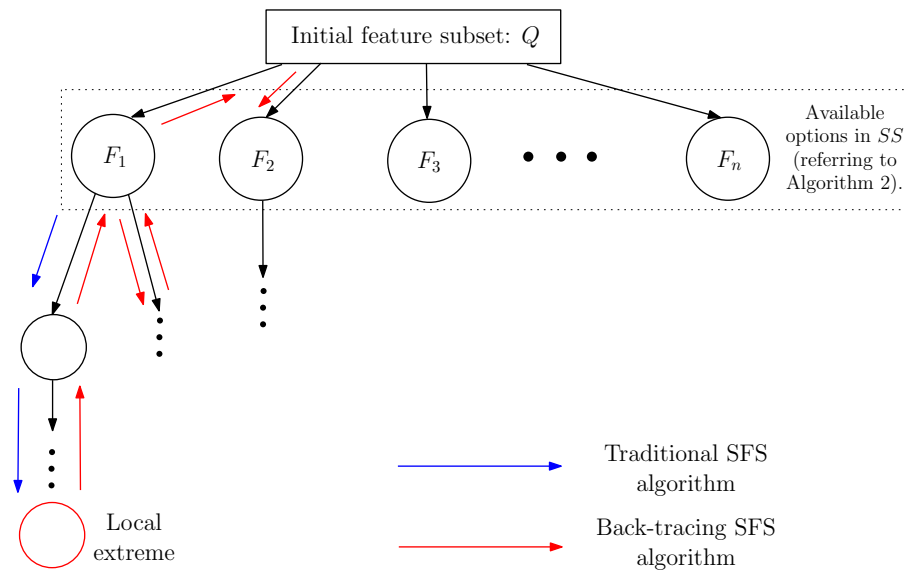 Initial feature subset: Q
F1
F2
F3
Fn
Available
options in SS
(referring to
Algorithm 2).
Local
extreme
Traditional SFS
algorithm
Back-tracing SFS
algorithm